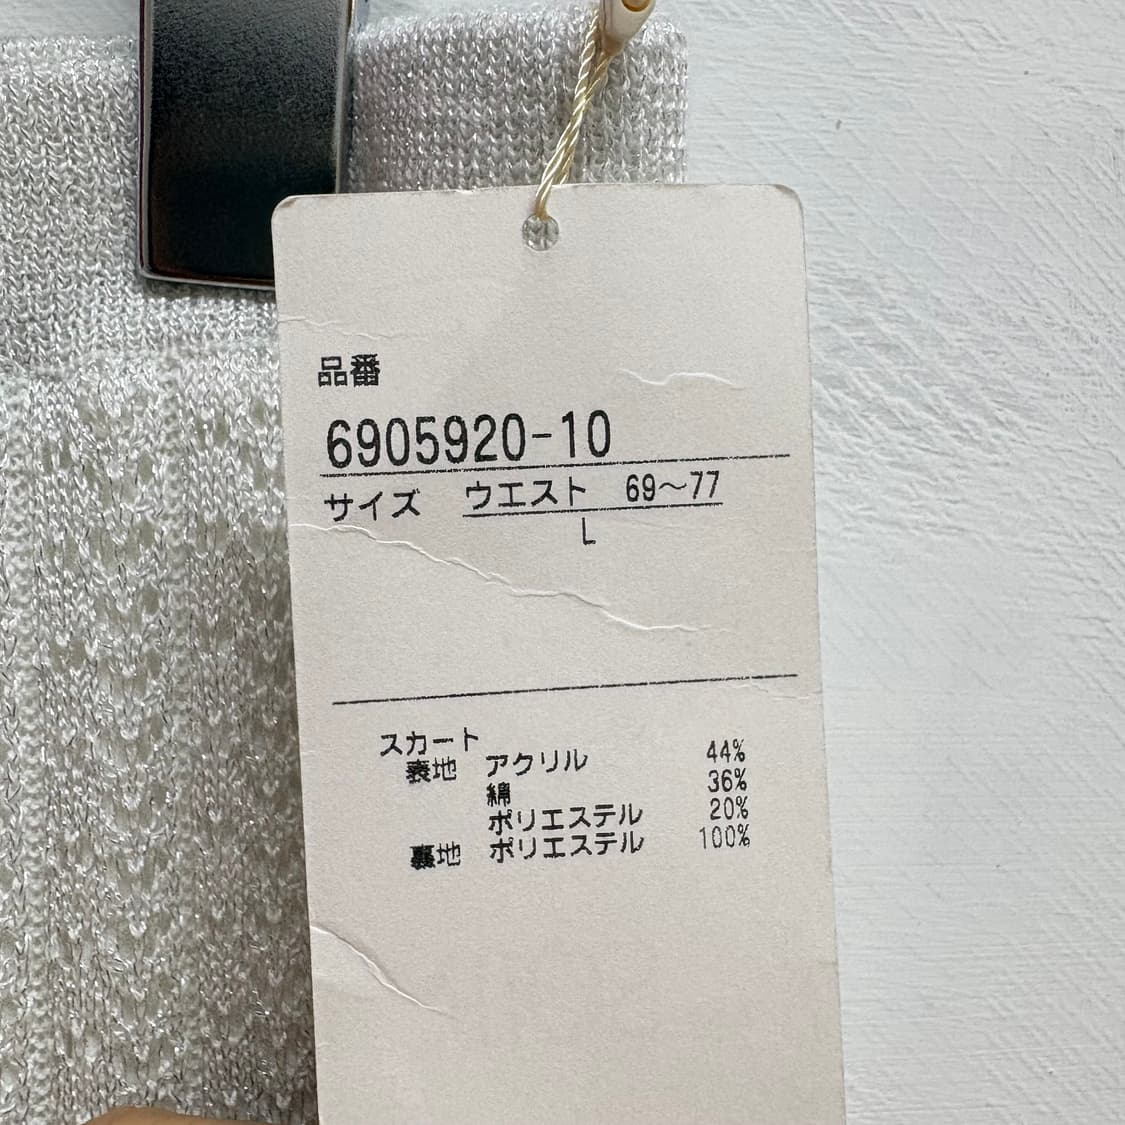 品番
6905920-10
サイズ ウエスト 69～77
L
スカート
表地 アクリル 44%
綿 36%
ポリエステル 20%
裏地 ポリエステル 100%